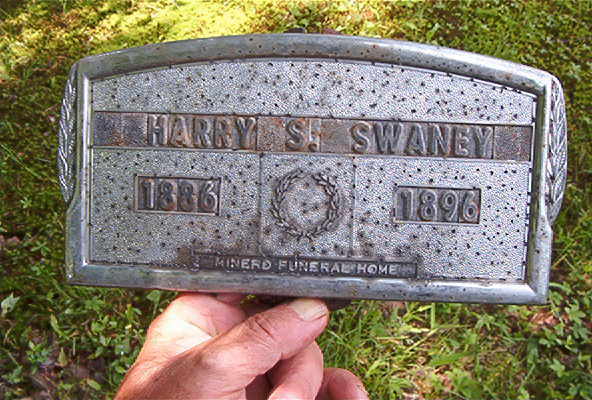 HARRY S. SWANEY
1886 1896
MINERD FUNERAL HOME